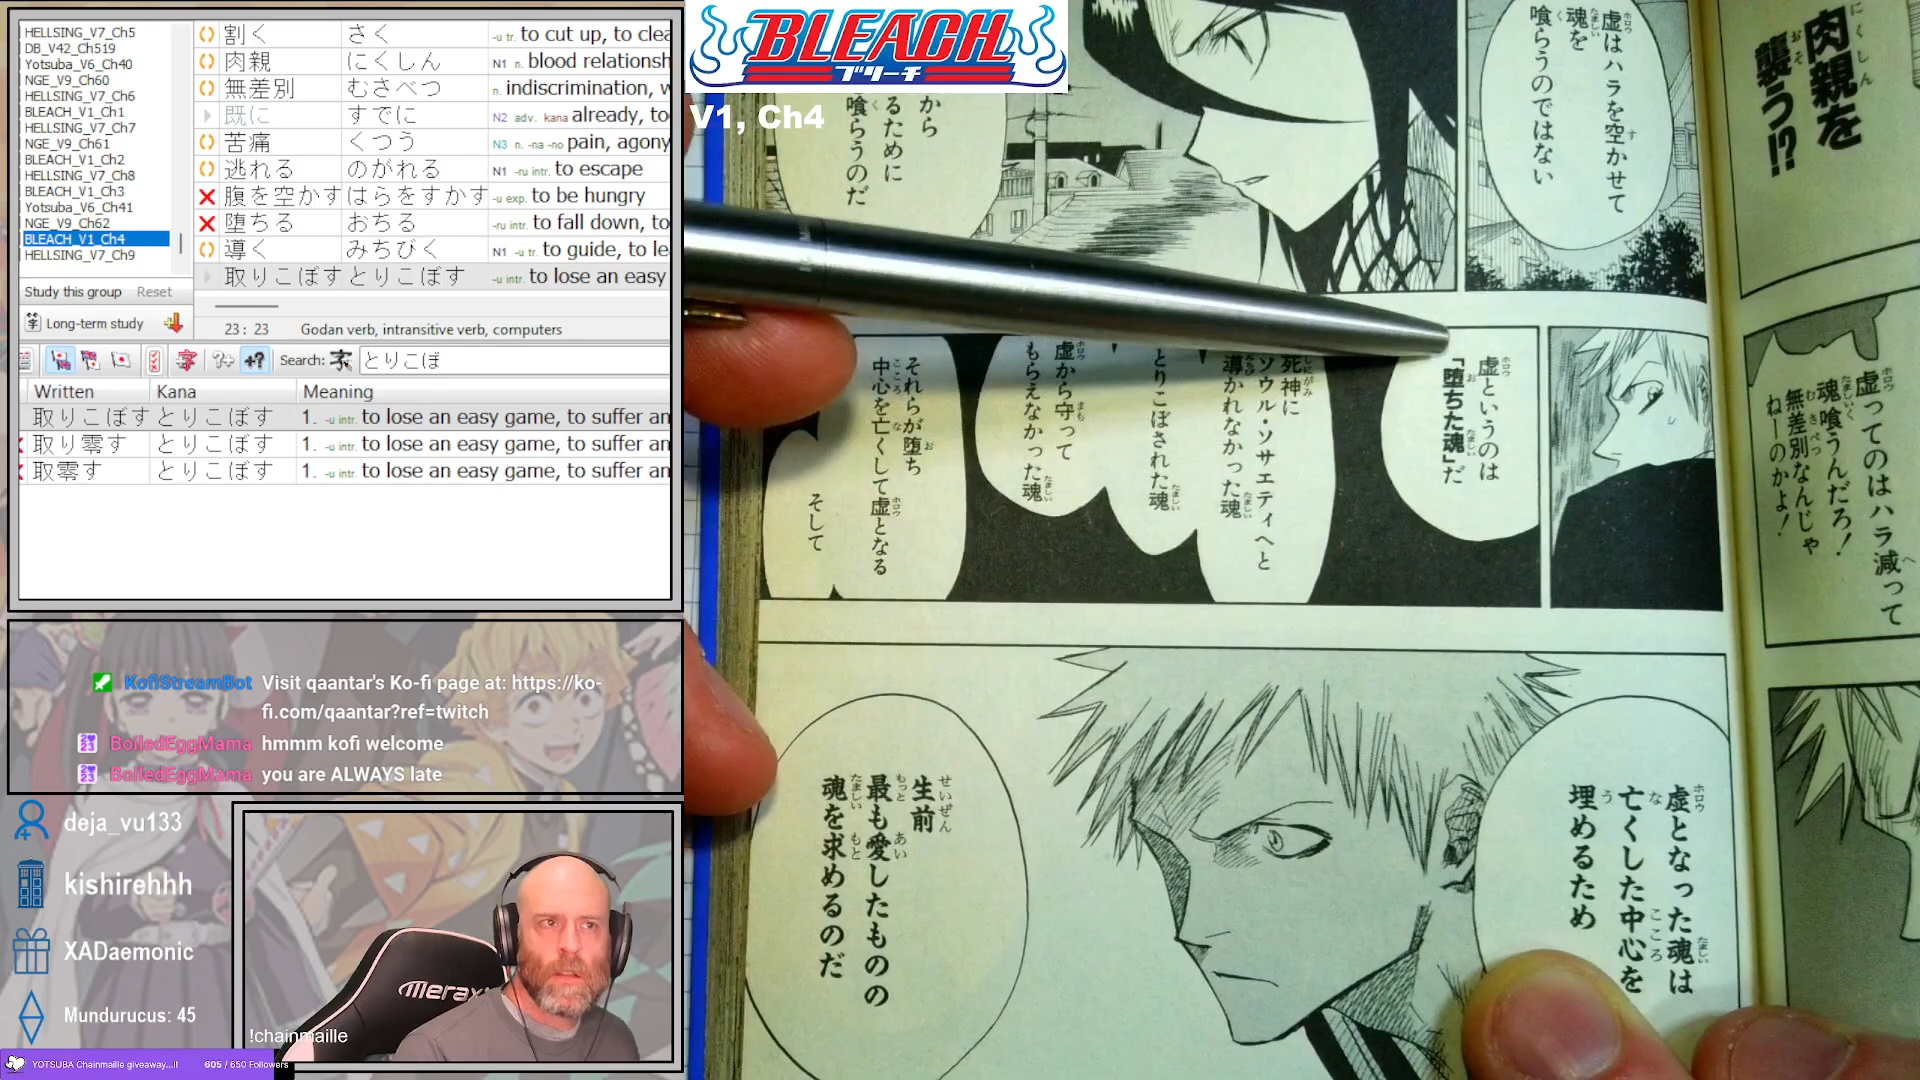 HELLSING_V7_Ch5
DB_V42_Ch519
Yotsuba_V6_Ch40
NGE_V9_Ch60
HELLSING_V7_Ch6
BLEACH_V1_Ch1
HELLSING_V7_Ch7
NGE_V9_Ch61
BLEACH_V1_Ch2
HELLSING_V7_Ch8
BLEACH_V1_Ch3
Yotsuba_V6_Ch41
NGE_V9_Ch62
BLEACH_V1_Ch4
HELLSING_V7_Ch9
Study this group Reset
Long-term study
割く さく -u tr. to cut up, to clea
肉親 にくしん N1 n. blood relationsh
無差別 むさべつ n. indiscrimination, w
既に すでに N2 adv. kana already, to
苦痛 くつう N3 n. -na -no pain, agony
逃れる のがれる N1 -ru intr. to escape
腹を空かす はらをすかす -u exp. to be hungry
堕ちる おちる -ru intr. to fall down, to
導く みちびく N1 -u tr. to guide, to le
取りこぼす とりこぼす -u intr. to lose an easy
23: 23 Godan verb, intransitive verb, computers
Search: とりこぼ
Written Kana Meaning
取りこぼす とりこぼす 1. -u intr. to lose an easy game, to suffer an
取り零す とりこぼす 1. -u intr. to lose an easy game, to suffer an
取零す とりこぼす 1. -u intr. to lose an easy game, to suffer an
KofiStreamBot Visit qaantar's Ko-fi page at: https://ko-
fi.com/qaantar?ref=twitch
BoiledEggMama hmmm kofi welcome
BoiledEggMama you are ALWAYS late
deja_vu133
kishirehhh
XADaemonic
Mundurucus: 45
YOTSUBA Chainmaille giveaway...!! 605 / 650 Followers
!chainmaille
meraX
BLEACH
ブリーチ
V1, Ch4
肉親を
襲う!?
虚ってのはハラ減って
魂喰うんだろ!
無差別なんじゃ
ねーのかよ!
虚はハラを空かせて
魂を
喰らうのではない
から
るために
喰らうのだ
虚というのは
「堕ちた魂」だ
死神に
ソウル・ソサエティへと
導かれなかった魂
とりこぼされた魂
虚から守って
もらえなかった魂
それらが堕ち
中心を亡くして虚となる
そして
虚となった魂は
亡くした中心を
埋めるため
生前
最も愛したものの
魂を求めるのだ